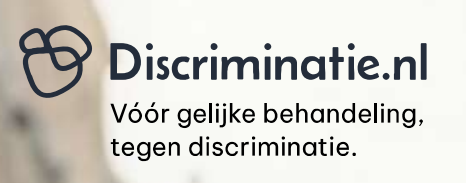 Discriminatie.nl
Vóór gelijke behandeling,
tegen discriminatie.